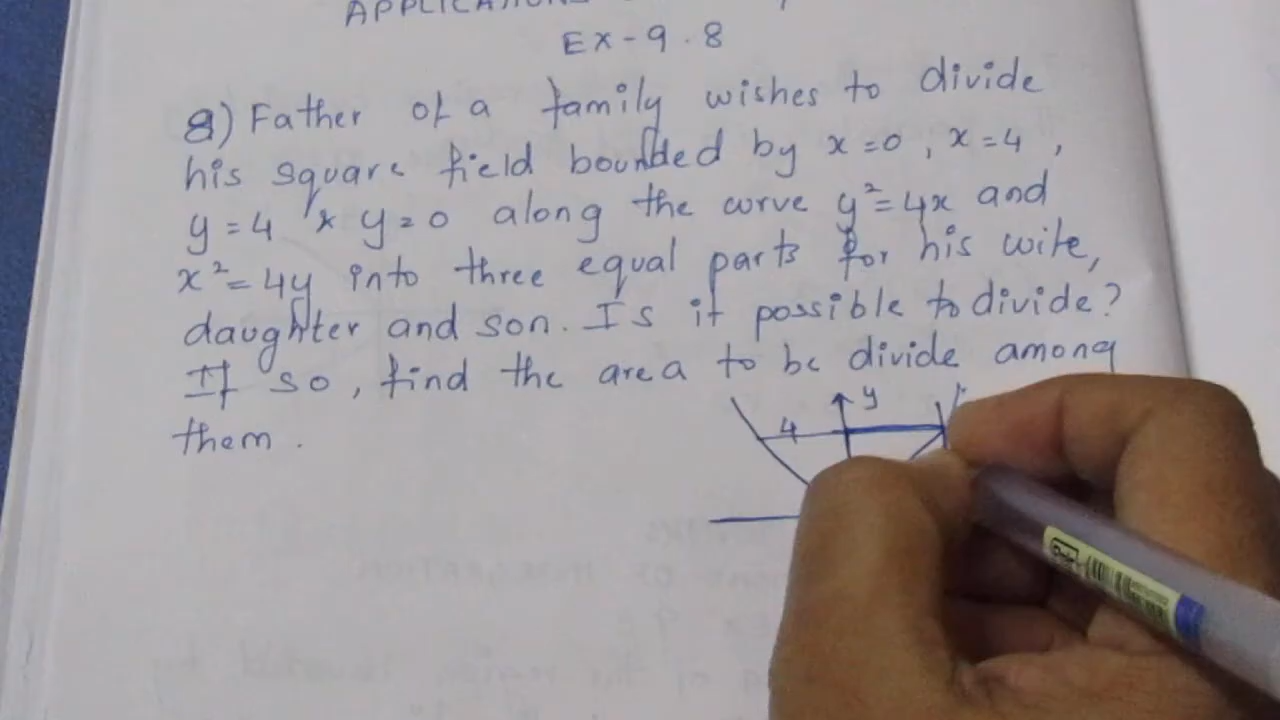 EX-9.8
8) Father of a family wishes to divide
his square field bounded by x=0, x=4,
y=4 & y=0 along the curve y²=4x and
x²=4y into three equal parts for his wife,
daughter and son. Is it possible to divide?
If so, find the area to be divide among
them.
y
4